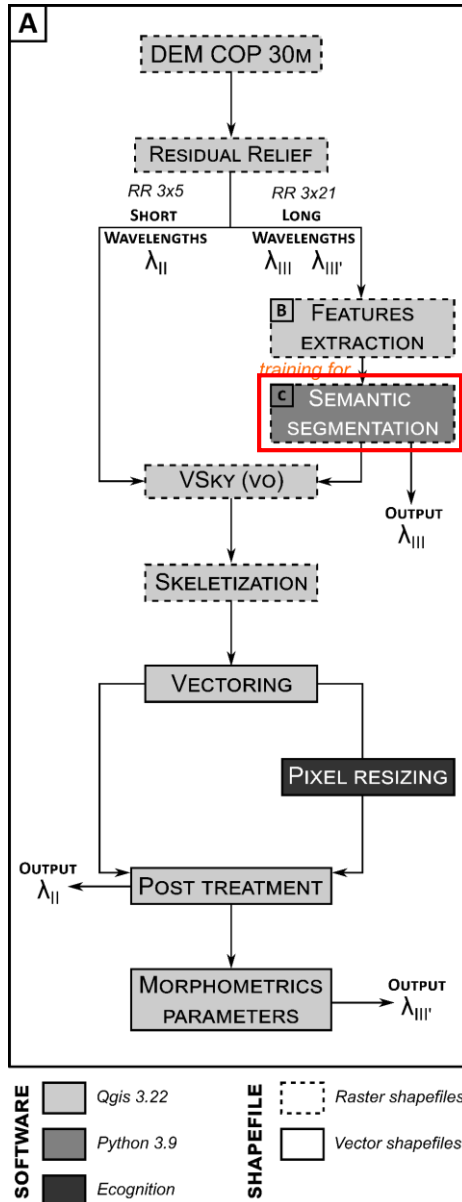 A
DEM COP 30M
RESIDUAL RELIEF
RR 3x5
RR 3x21
SHORT
LONG
WAVELENGTHS
WAVELENGTHS
λII
λIII λIII'
B
FEATURES
EXTRACTION
training for
C
SEMANTIC
SEGMENTATION
VSKY (VO)
OUTPUT
λIII
SKELETIZATION
VECTORING
PIXEL RESIZING
OUTPUT
λII
POST TREATMENT
MORPHOMETRICS
PARAMETERS
OUTPUT
λIII'
SOFTWARE
Qgis 3.22
Python 3.9
Ecognition
SHAPEFILE
Raster shapefiles
Vector shapefiles